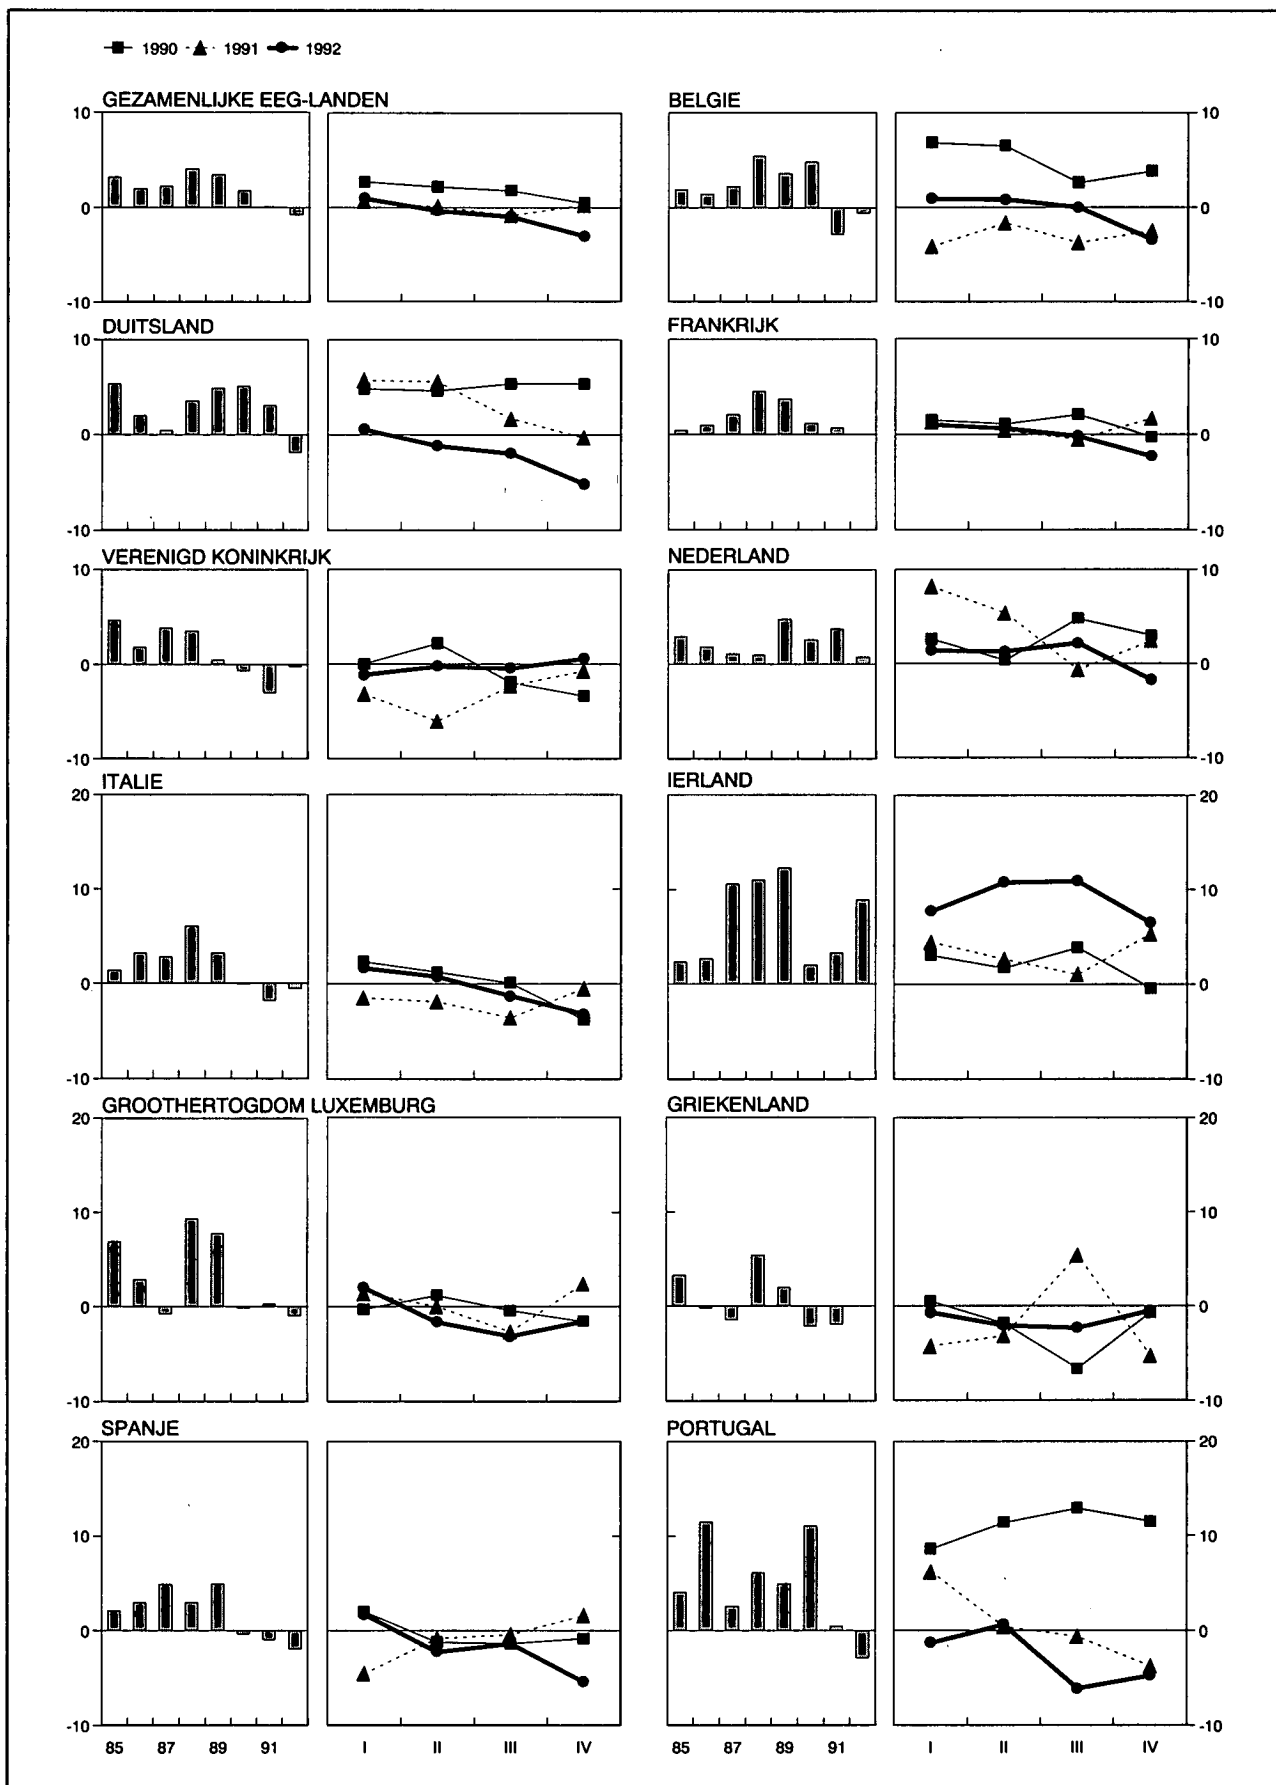 1990 1991 1992
GEZAMENLIJKE EEG-LANDEN BELGIE
10 10
0 0
-10 -10
DUITSLAND FRANKRIJK
10 10
0 0
-10 -10
VERENIGD KONINKRIJK NEDERLAND
10 10
0 0
-10 -10
ITALIE IERLAND
20 20
10 10
0 0
-10 -10
GROOTHERTOGDOM LUXEMBURG GRIEKENLAND
20 20
10 10
0 0
-10 -10
SPANJE PORTUGAL
20 20
10 10
0 0
-10 -10
85 87 89 91 I II III IV 85 87 89 91 I II III IV